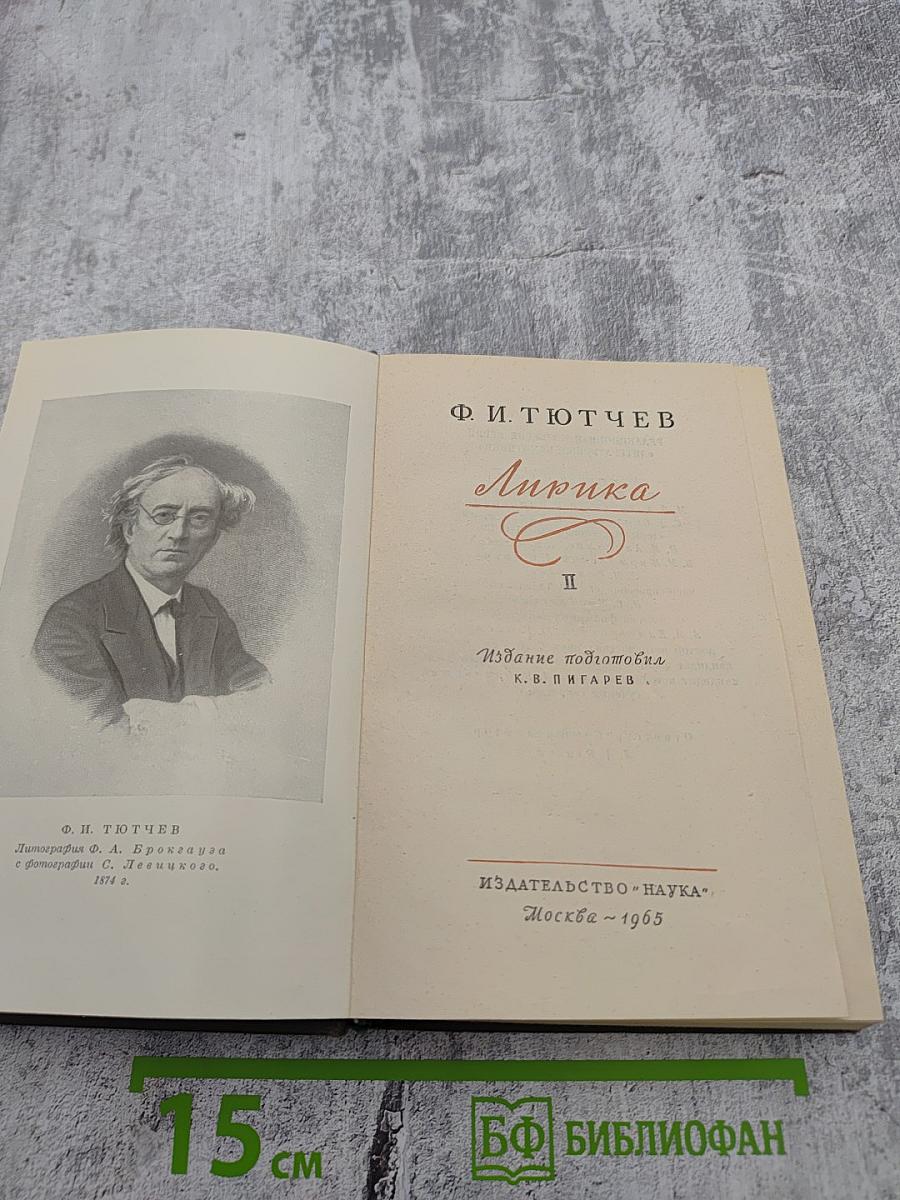 Ф. И. ТЮТЧЕВ
Литография Ф. А. Брокгауза
с фотографии С. Левицкого.
1874 г.
Ф. И. ТЮТЧЕВ
Лирика
II
Издание подготовил
К. В. ПИГАРЕВ
ИЗДАТЕЛЬСТВО "НАУКА"
Москва ~ 1965
15 см
БФ БИБЛИОФАН